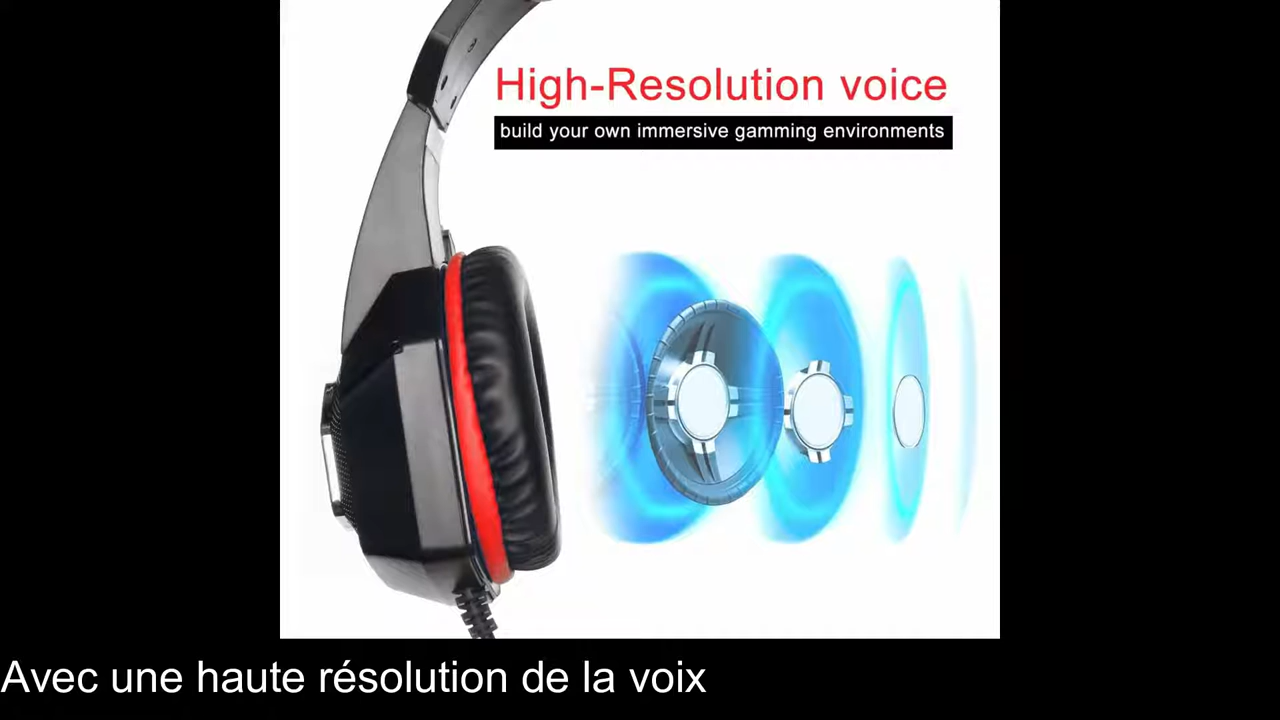 High-Resolution voice
build your own immersive gamming environments
Avec une haute résolution de la voix